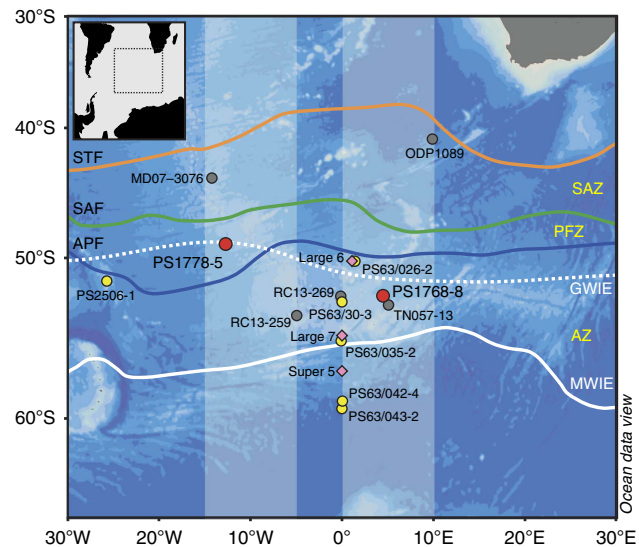 30°S
40°S
STF
ODP1089
MD07–3076
SAZ
SAF
PFZ
APF
50°S
PS1778-5
Large 6
PS63/026-2
PS2506-1
RC13-269
PS1768-8
GWIE
PS63/30-3
TN057-13
RC13-259
Large 7
PS63/035-2
AZ
Super 5
MWIE
PS63/042-4
60°S
PS63/043-2
Ocean data view
30°W
20°W
10°W
0°
10°E
20°E
30°E